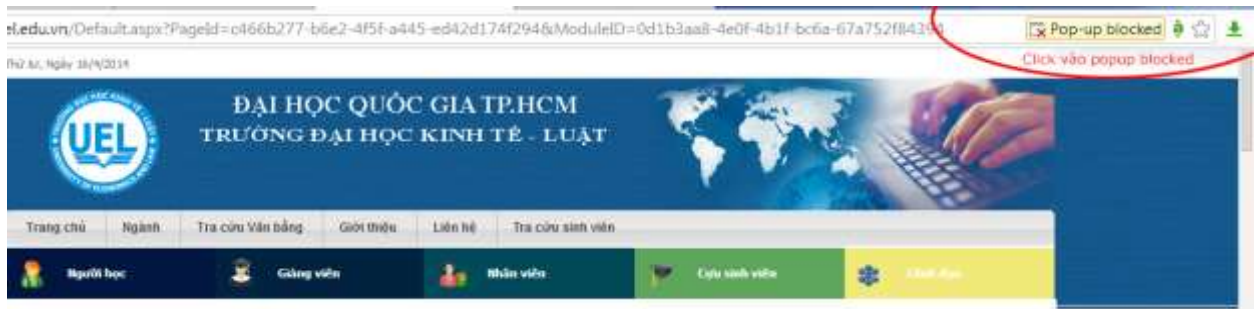 el.edu.vn/Default.aspx?PageId=c466b277-b6e2-4f5f-a445-ed42d174f294&ModuleID=0d1b3aa8-4e0f-4b1f-bc6a-67a752f84394 Pop-up blocked
Click vào popup blocked
Thứ tư, Ngày 16/4/2014
ĐẠI HỌC QUỐC GIA TP.HCM
TRƯỜNG ĐẠI HỌC KINH TẾ - LUẬT
UEL
Trang chủ Ngành Tra cứu Văn bằng Giới thiệu Liên hệ Tra cứu sinh viên
Người học Giảng viên Nhân viên Cựu sinh viên